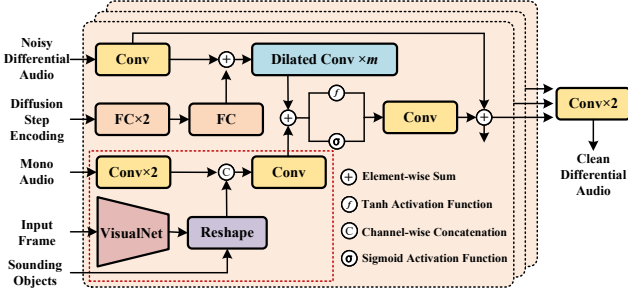 Noisy
Differential
Audio
Conv
+
Dilated Conv ×m
Diffusion
Step
Encoding
FC×2
FC
+
f
σ
Conv
+
Conv×2
Clean
Differential
Audio
Mono
Audio
Conv×2
C
Conv
Input
Frame
VisualNet
Reshape
Sounding
Objects
+ Element-wise Sum
f Tanh Activation Function
C Channel-wise Concatenation
σ Sigmoid Activation Function